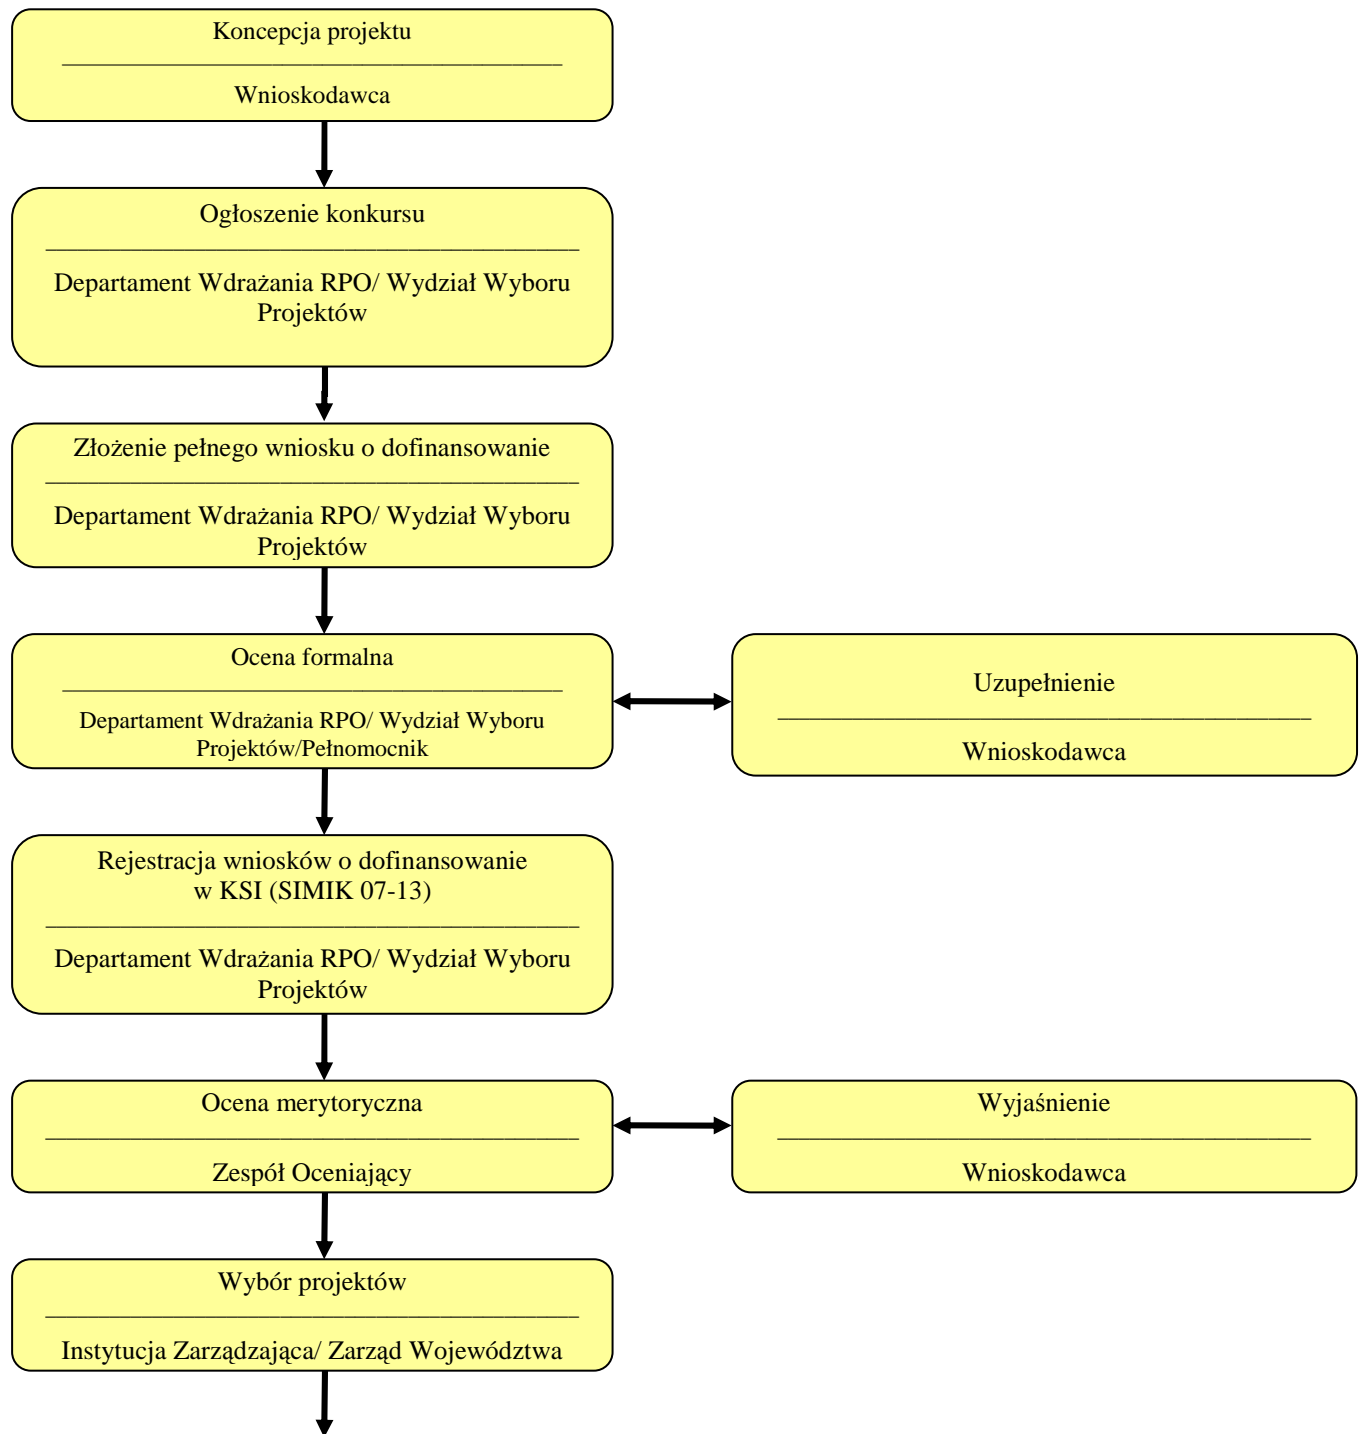 Koncepcja projektu
Wnioskodawca
Ogłoszenie konkursu
Departament Wdrażania RPO/ Wydział Wyboru
Projektów
Złożenie pełnego wniosku o dofinansowanie
Departament Wdrażania RPO/ Wydział Wyboru
Projektów
Ocena formalna
Departament Wdrażania RPO/ Wydział Wyboru
Projektów/Pełnomocnik
Uzupełnienie
Wnioskodawca
Rejestracja wniosków o dofinansowanie
w KSI (SIMIK 07-13)
Departament Wdrażania RPO/ Wydział Wyboru
Projektów
Ocena merytoryczna
Zespół Oceniający
Wyjaśnienie
Wnioskodawca
Wybór projektów
Instytucja Zarządzająca/ Zarząd Województwa